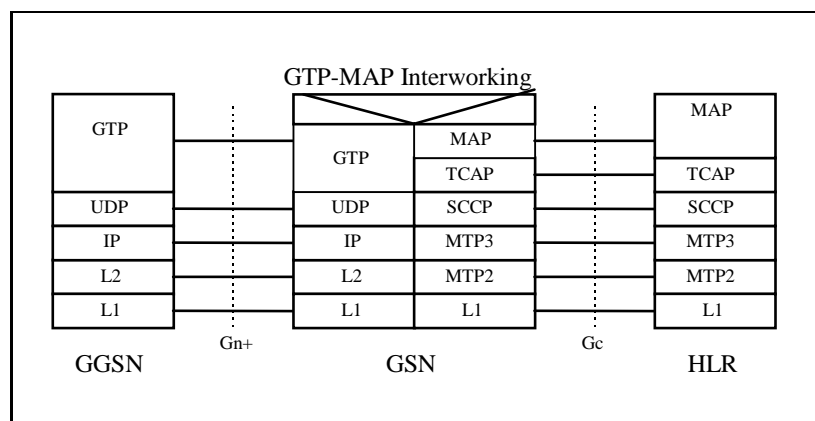 GTP-MAP Interworking
GTP
MAP
GTP
MAP
TCAP
TCAP
UDP
UDP
SCCP
SCCP
IP
IP
MTP3
MTP3
L2
L2
MTP2
MTP2
L1
L1
L1
L1
Gn+
Gc
GGSN
GSN
HLR